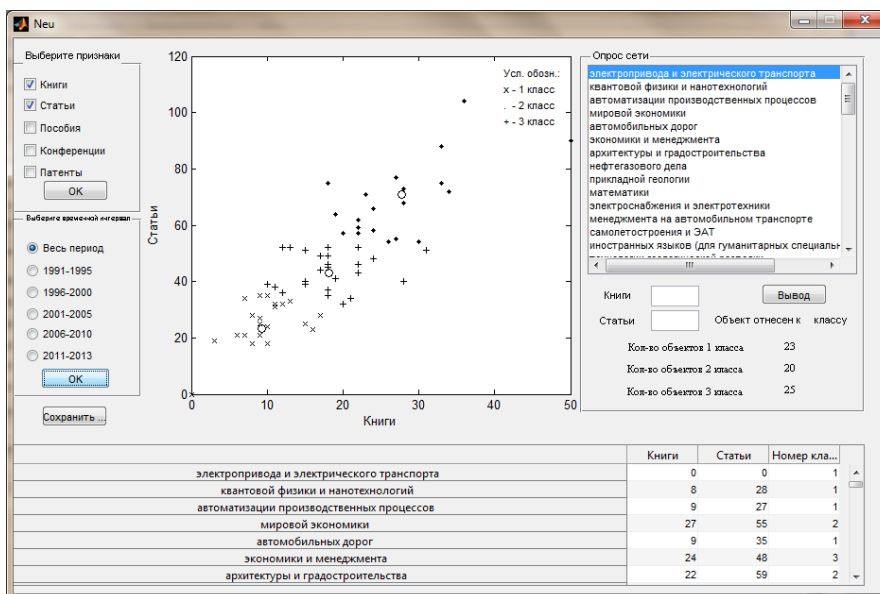 Neu
Выберите признаки
Книги
Статьи
Пособия
Конференции
Патенты
OK
Выберите временной интервал
Весь период
1991-1995
1996-2000
2001-2005
2006-2010
2011-2013
OK
Сохранить ...
120
100
80
60
40
20
0
0 10 20 30 40 50
Статьи
Книги
Усл. обозн.:
x - 1 класс
. - 2 класс
+ - 3 класс
Опрос сети
электропривода и электрического транспорта
квантовой физики и нанотехнологий
автоматизации производственных процессов
мировой экономики
автомобильных дорог
экономики и менеджмента
архитектуры и градостроительства
нефтегазового дела
прикладной геологии
математики
электроснабжения и электротехники
менеджмента на автомобильном транспорте
самолетостроения и ЭАТ
иностранных языков (для гуманитарных специальн
Книги
Вывод
Статьи Объект отнесен к классу
Кол-во объектов 1 класса 23
Кол-во объектов 2 класса 20
Кол-во объектов 3 класса 25
Книги Статьи Номер кла...
электропривода и электрического транспорта 0 0 1
квантовой физики и нанотехнологий 8 28 1
автоматизации производственных процессов 9 27 1
мировой экономики 27 55 2
автомобильных дорог 9 35 1
экономики и менеджмента 24 48 3
архитектуры и градостроительства 22 59 2